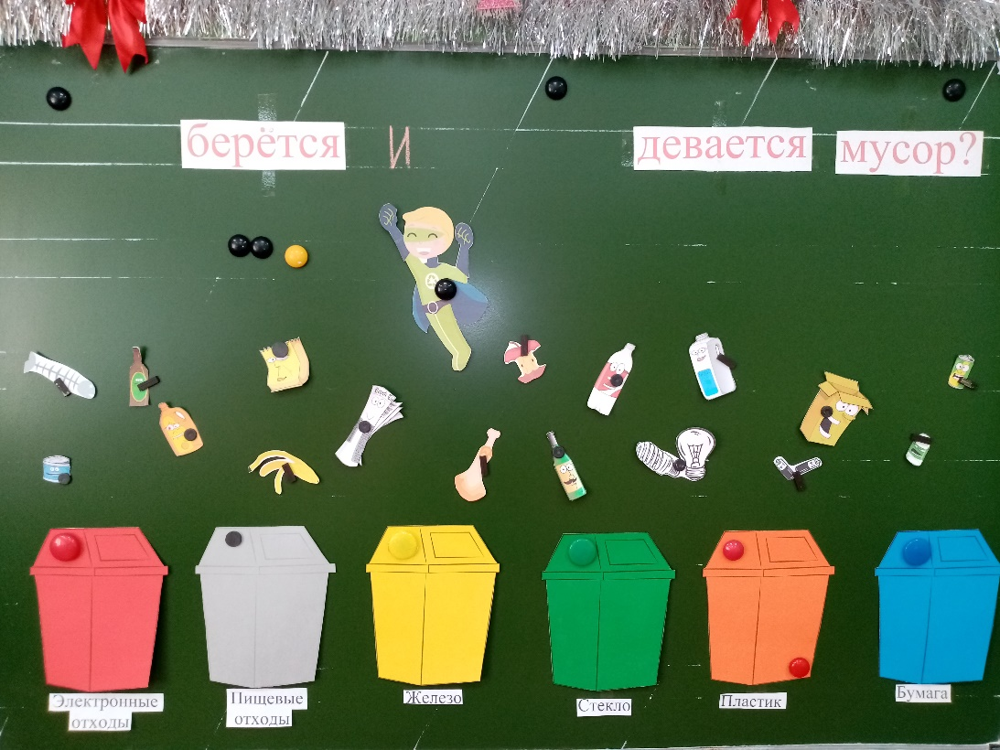 берётся И девается мусор?
Электронные
отходы
Пищевые
отходы
Железо
Стекло
Пластик
Бумага